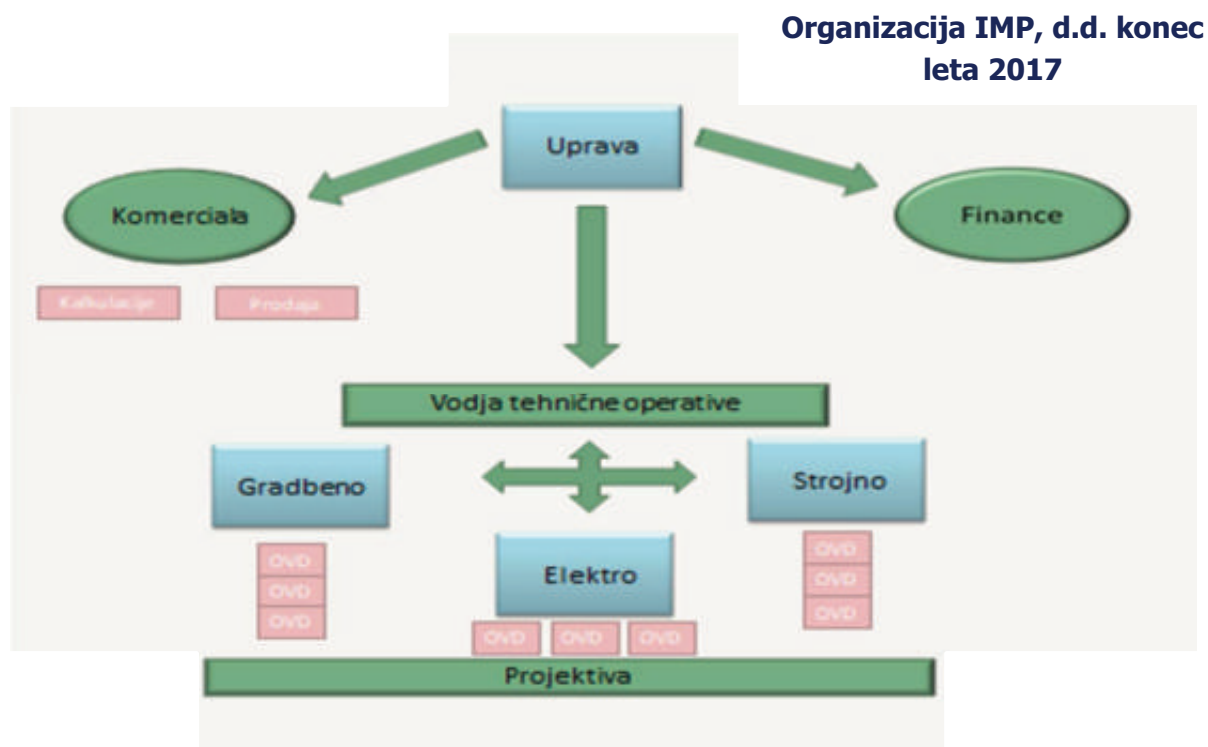 Organizacija IMP, d.d. konec
leta 2017
Uprava
Komerciala
Finance
Kalkulacije
Prodaja
Vodja tehnične operative
Gradbeno
Strojno
Elektro
OVD
OVD
OVD
OVD
OVD
OVD
OVD OVD OVD
Projektiva